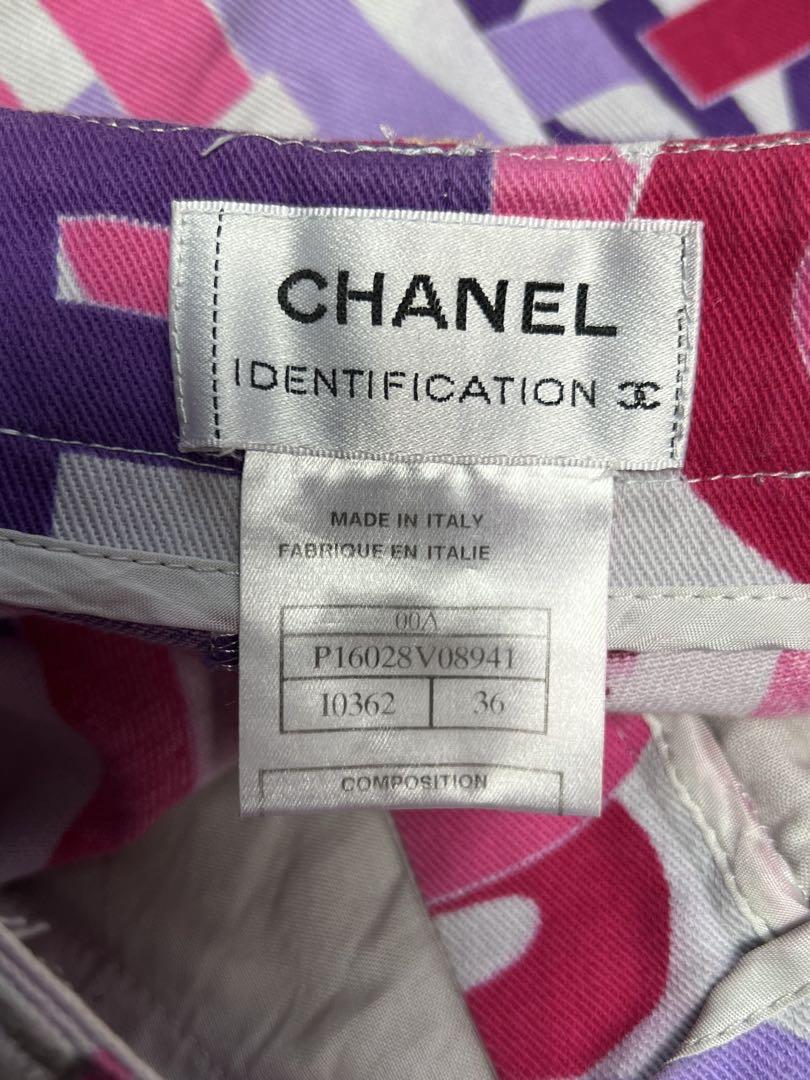 CHANEL
IDENTIFICATION
MADE IN ITALY
FABRIQUE EN ITALIE
00A
P16028V08941
I0362 36
COMPOSITION